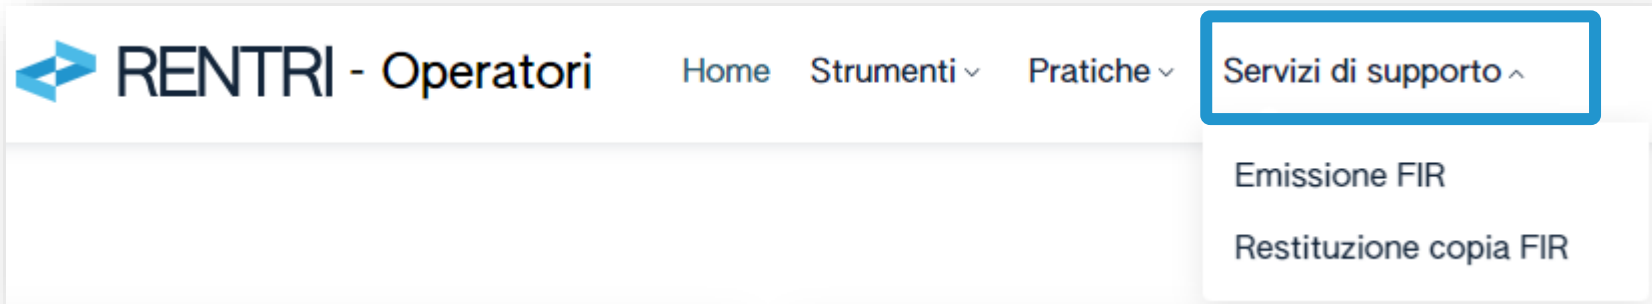 RENTRI - Operatori Home Strumenti Pratiche Servizi di supporto
Emissione FIR
Restituzione copia FIR